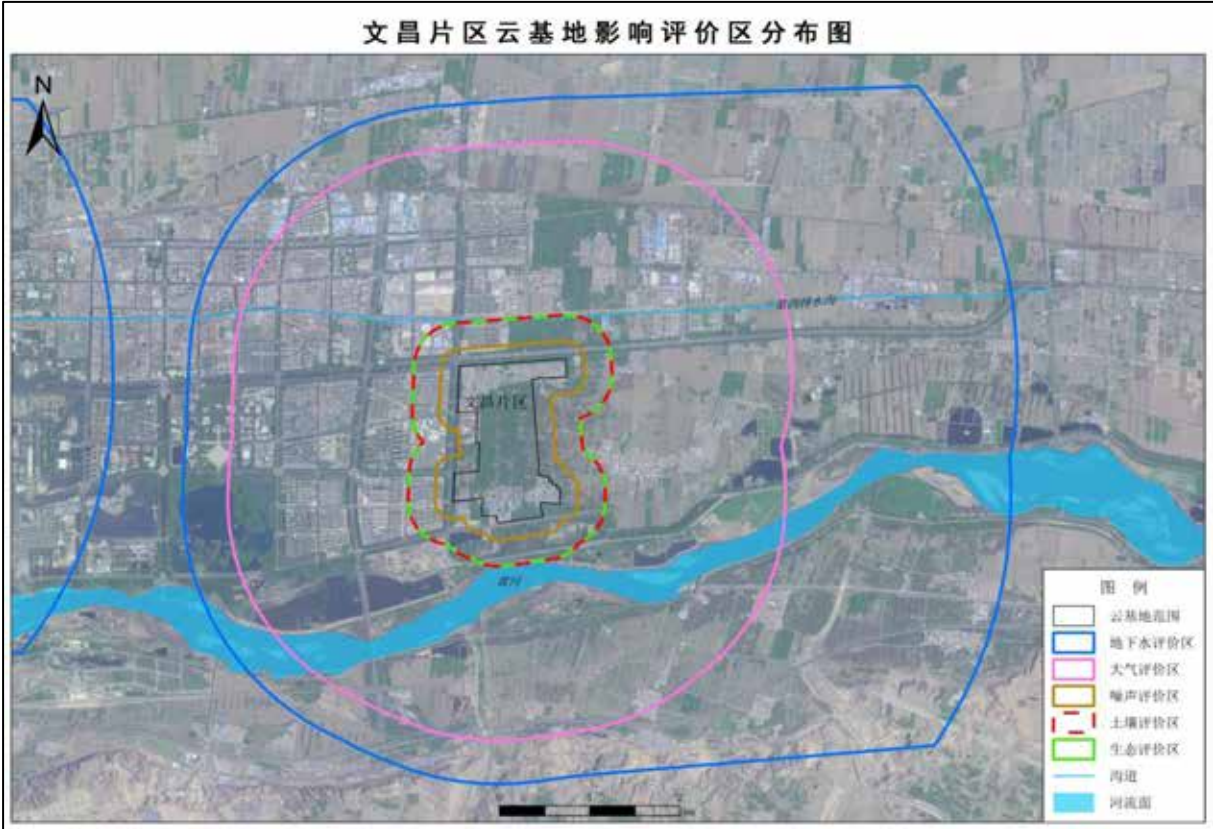 文昌片区云基地影响评价区分布图
N
文昌片区
黄河
图例
云基地范围
地下水评价区
大气评价区
噪声评价区
土壤评价区
生态评价区
沟道
河流面